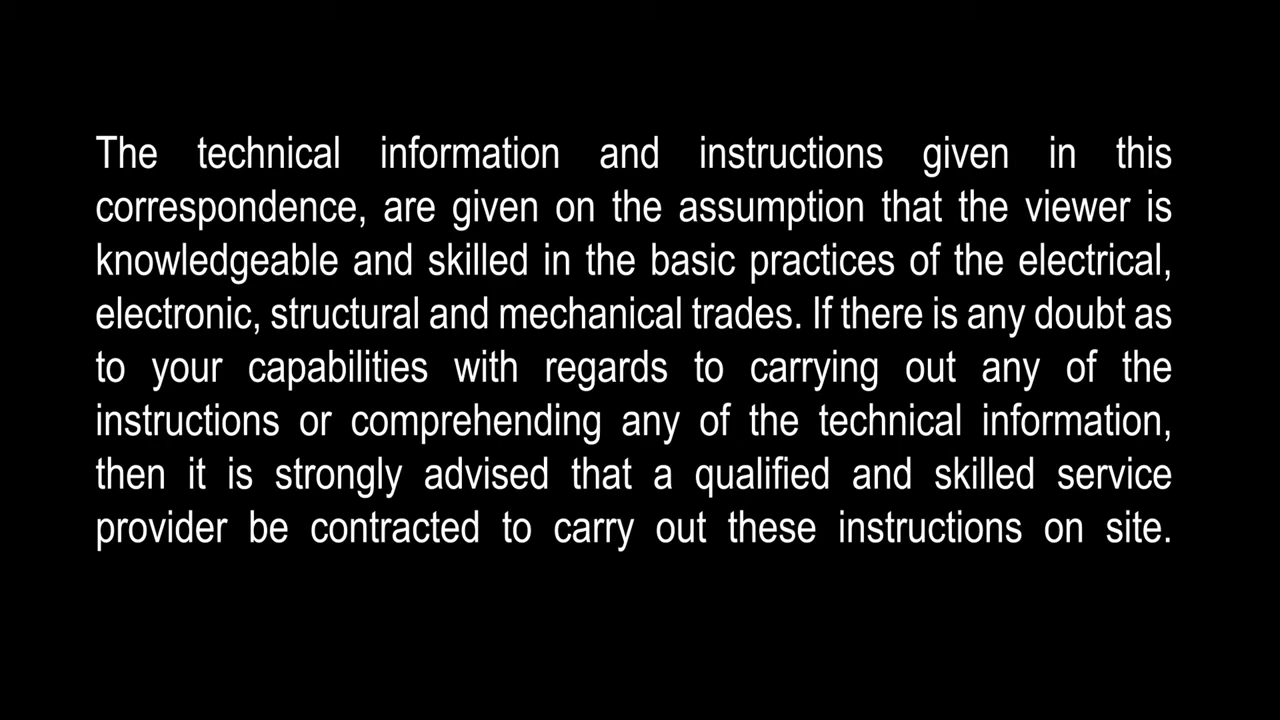 The technical information and instructions given in this
correspondence, are given on the assumption that the viewer is
knowledgeable and skilled in the basic practices of the electrical,
electronic, structural and mechanical trades. If there is any doubt as
to your capabilities with regards to carrying out any of the
instructions or comprehending any of the technical information,
then it is strongly advised that a qualified and skilled service
provider be contracted to carry out these instructions on site.